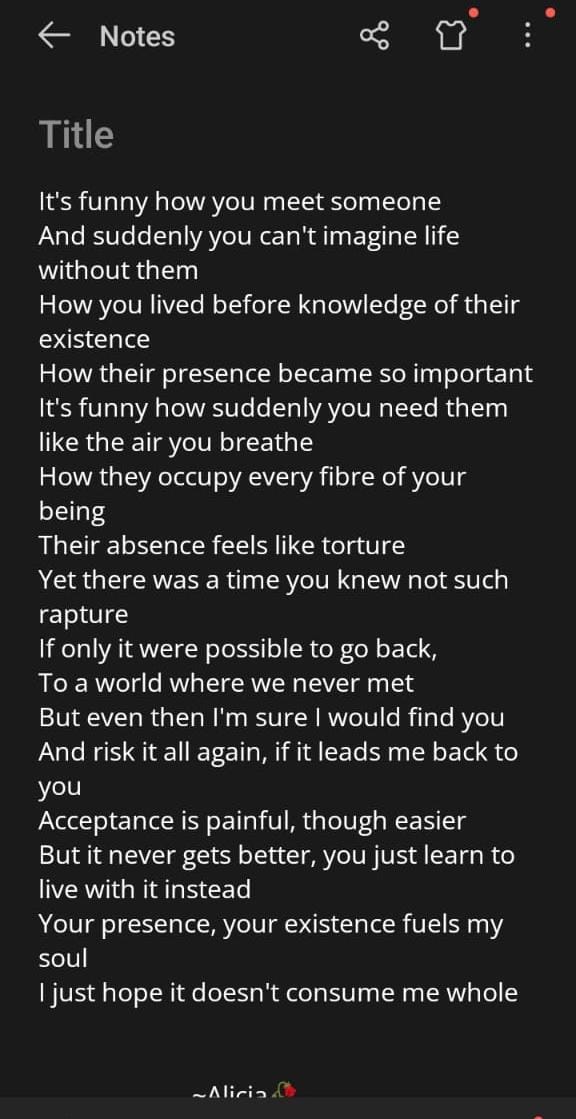 Notes
Title
It's funny how you meet someone
And suddenly you can't imagine life
without them
How you lived before knowledge of their
existence
How their presence became so important
It's funny how suddenly you need them
like the air you breathe
How they occupy every fibre of your
being
Their absence feels like torture
Yet there was a time you knew not such
rapture
If only it were possible to go back,
To a world where we never met
But even then I'm sure I would find you
And risk it all again, if it leads me back to
you
Acceptance is painful, though easier
But it never gets better, you just learn to
live with it instead
Your presence, your existence fuels my
soul
I just hope it doesn't consume me whole
~Alicia🥀